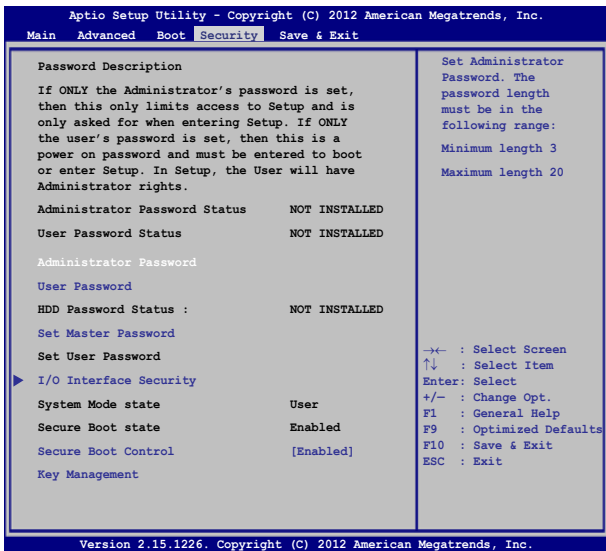 Aptio Setup Utility - Copyright (C) 2012 American Megatrends, Inc.
Main Advanced Boot Security Save & Exit
Password Description
If ONLY the Administrator's password is set,
then this only limits access to Setup and is
only asked for when entering Setup. If ONLY
the user's password is set, then this is a
power on password and must be entered to boot
or enter Setup. In Setup, the User will have
Administrator rights.
Administrator Password Status NOT INSTALLED
User Password Status NOT INSTALLED
Administrator Password
User Password
HDD Password Status : NOT INSTALLED
Set Master Password
Set User Password
I/O Interface Security
System Mode state User
Secure Boot state Enabled
Secure Boot Control [Enabled]
Key Management
Set Administrator
Password. The
password length
must be in the
following range:
Minimum length 3
Maximum length 20
→← : Select Screen
↑↓ : Select Item
Enter: Select
+/— : Change Opt.
F1 : General Help
F9 : Optimized Defaults
F10 : Save & Exit
ESC : Exit
Version 2.15.1226. Copyright (C) 2012 American Megatrends, Inc.